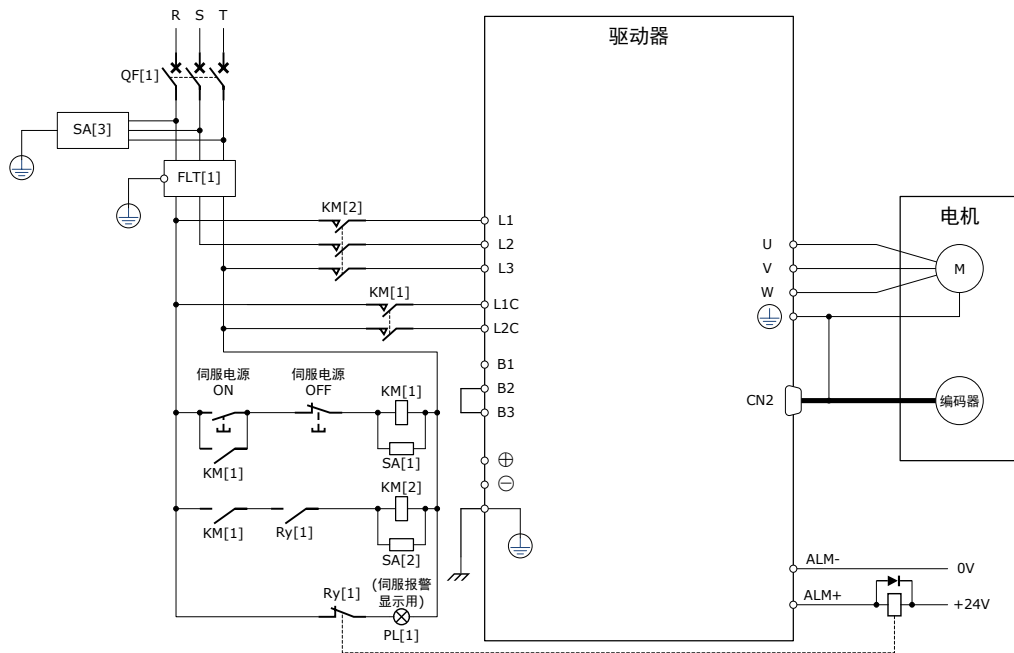 R S T
驱动器
QF[1]
SA[3]
FLT[1]
KM[2]
L1
L2
L3
KM[1]
L1C
L2C
电机
U
V
W
M
B1
B2
B3
CN2
编码器
伺服电源
ON
伺服电源
OFF
KM[1]
KM[1]
SA[1]
KM[2]
KM[1]
Ry[1]
SA[2]
Ry[1]
(伺服报警
显示用)
PL[1]
ALM-
0V
ALM+
+24V